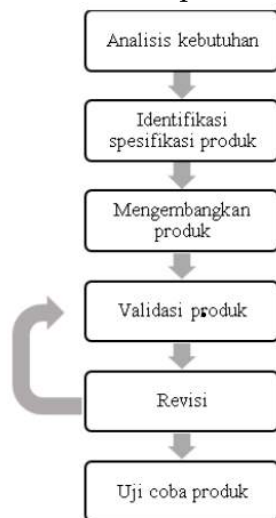 Analisis kebutuhan
Identifikasi
spesifikasi produk
Mengembangkan
produk
Validasi produk
Revisi
Uji coba produk